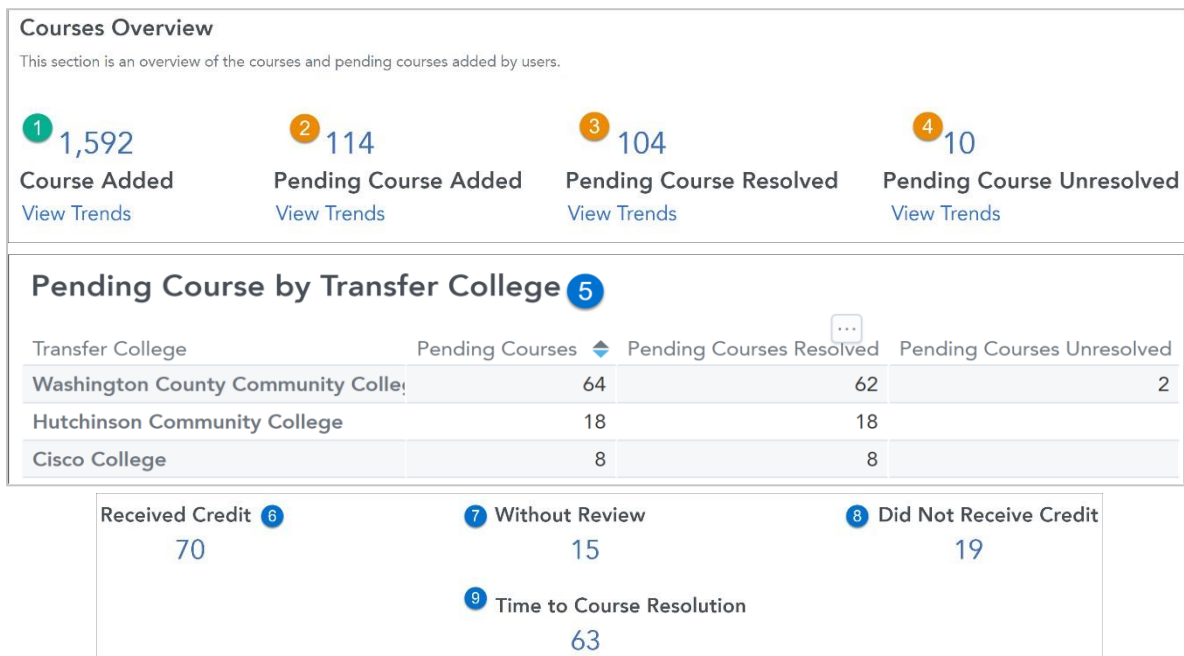 Courses Overview
This section is an overview of the courses and pending courses added by users.
1 1,592 2 114 3 104 4 10
Course Added Pending Course Added Pending Course Resolved Pending Course Unresolved
View Trends View Trends View Trends View Trends
Pending Course by Transfer College 5
...
Transfer College Pending Courses Pending Courses Resolved Pending Courses Unresolved
Washington County Community Colle 64 62 2
Hutchinson Community College 18 18
Cisco College 8 8
Received Credit 6 7 Without Review 8 Did Not Receive Credit
70 15 19
9 Time to Course Resolution
63